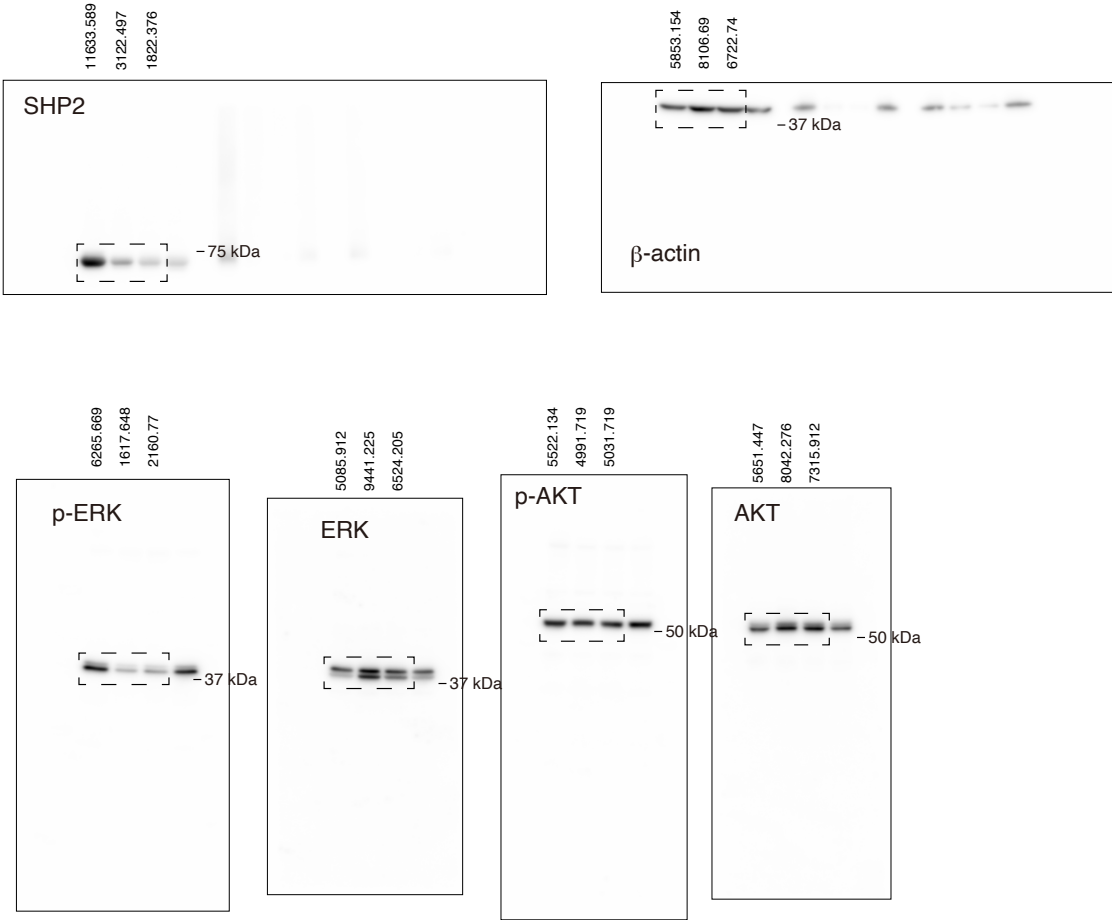 11633.589
3122.497
1822.376
5853.154
8106.69
6722.74
SHP2
75 kDa
37 kDa
β-actin
6265.669
1617.648
2160.77
5085.912
9441.225
6524.205
5522.134
4991.719
5031.719
5651.447
8042.276
7315.912
p-ERK
ERK
p-AKT
AKT
37 kDa
37 kDa
50 kDa
50 kDa